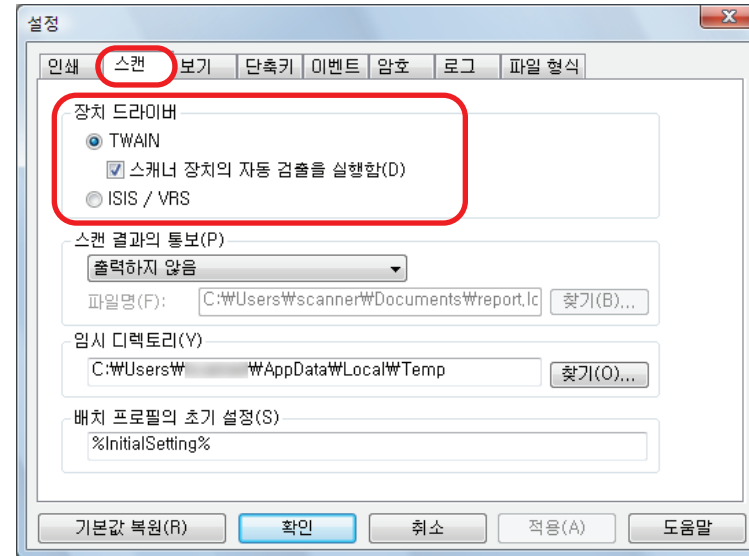 설정
인쇄 스캔 보기 단축키 이벤트 암호 로그 파일 형식
장치 드라이버
TWAIN
스캐너 장치의 자동 검출을 실행함(D)
ISIS / VRS
스캔 결과의 통보(P)
출력하지 않음
파일명(F): C:₩Users₩scanner₩Documents₩report.lc 찾기(B)...
임시 디렉토리(Y)
C:₩Users₩ ₩AppData₩Local₩Temp 찾기(O)...
배치 프로필의 초기 설정(S)
%InitialSetting%
기본값 복원(R) 확인 취소 적용(A) 도움말